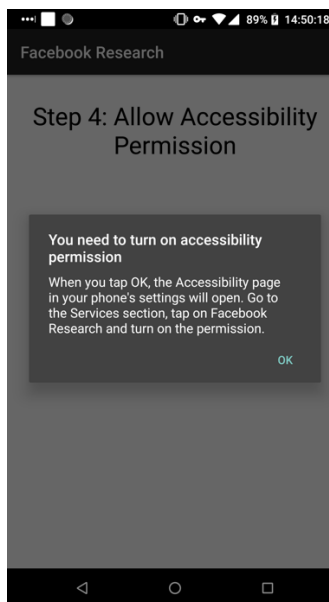 89% 14:50:18
Facebook Research
Step 4: Allow Accessibility
Permission
You need to turn on accessibility
permission
When you tap OK, the Accessibility page
in your phone's settings will open. Go to
the Services section, tap on Facebook
Research and turn on the permission.
OK